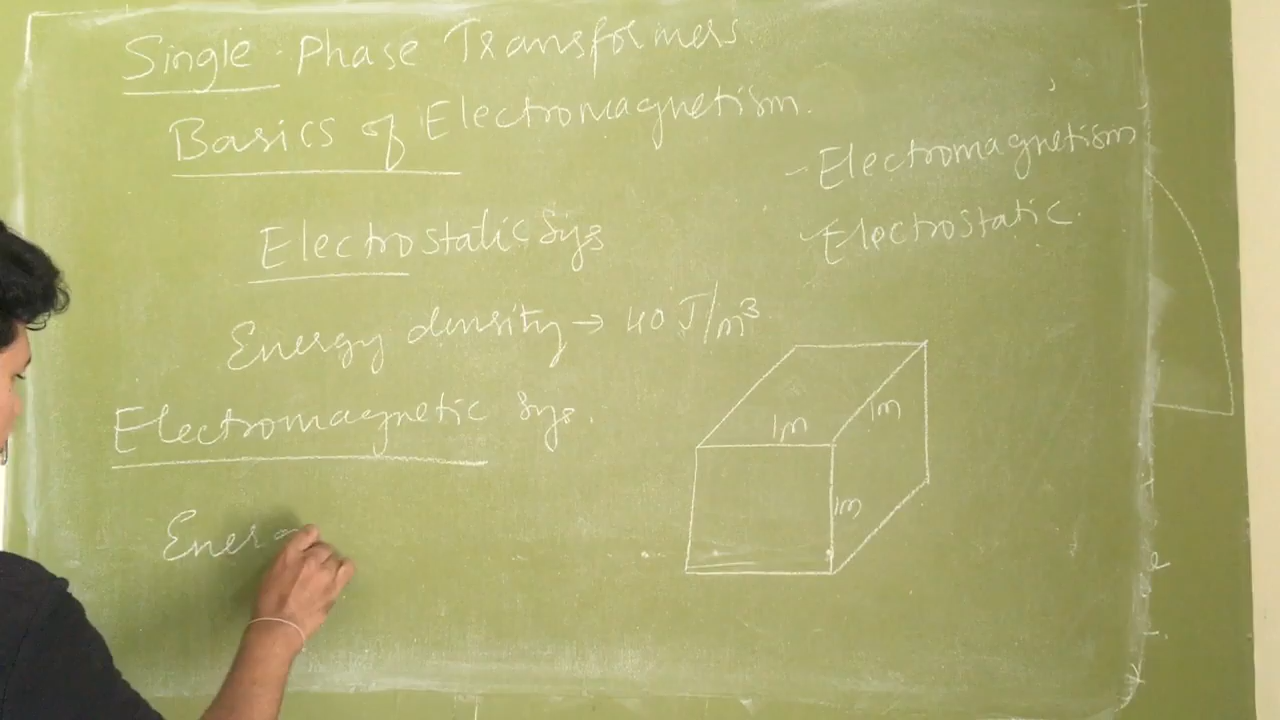 Single Phase Transformers.
Basics of Electromagnetism.
- Electromagnetism
- Electrostatic.
Electrostatic Sys
Energy density → 40 J/m³
Electromagnetic Sys.
1m
1m
1m
Energ